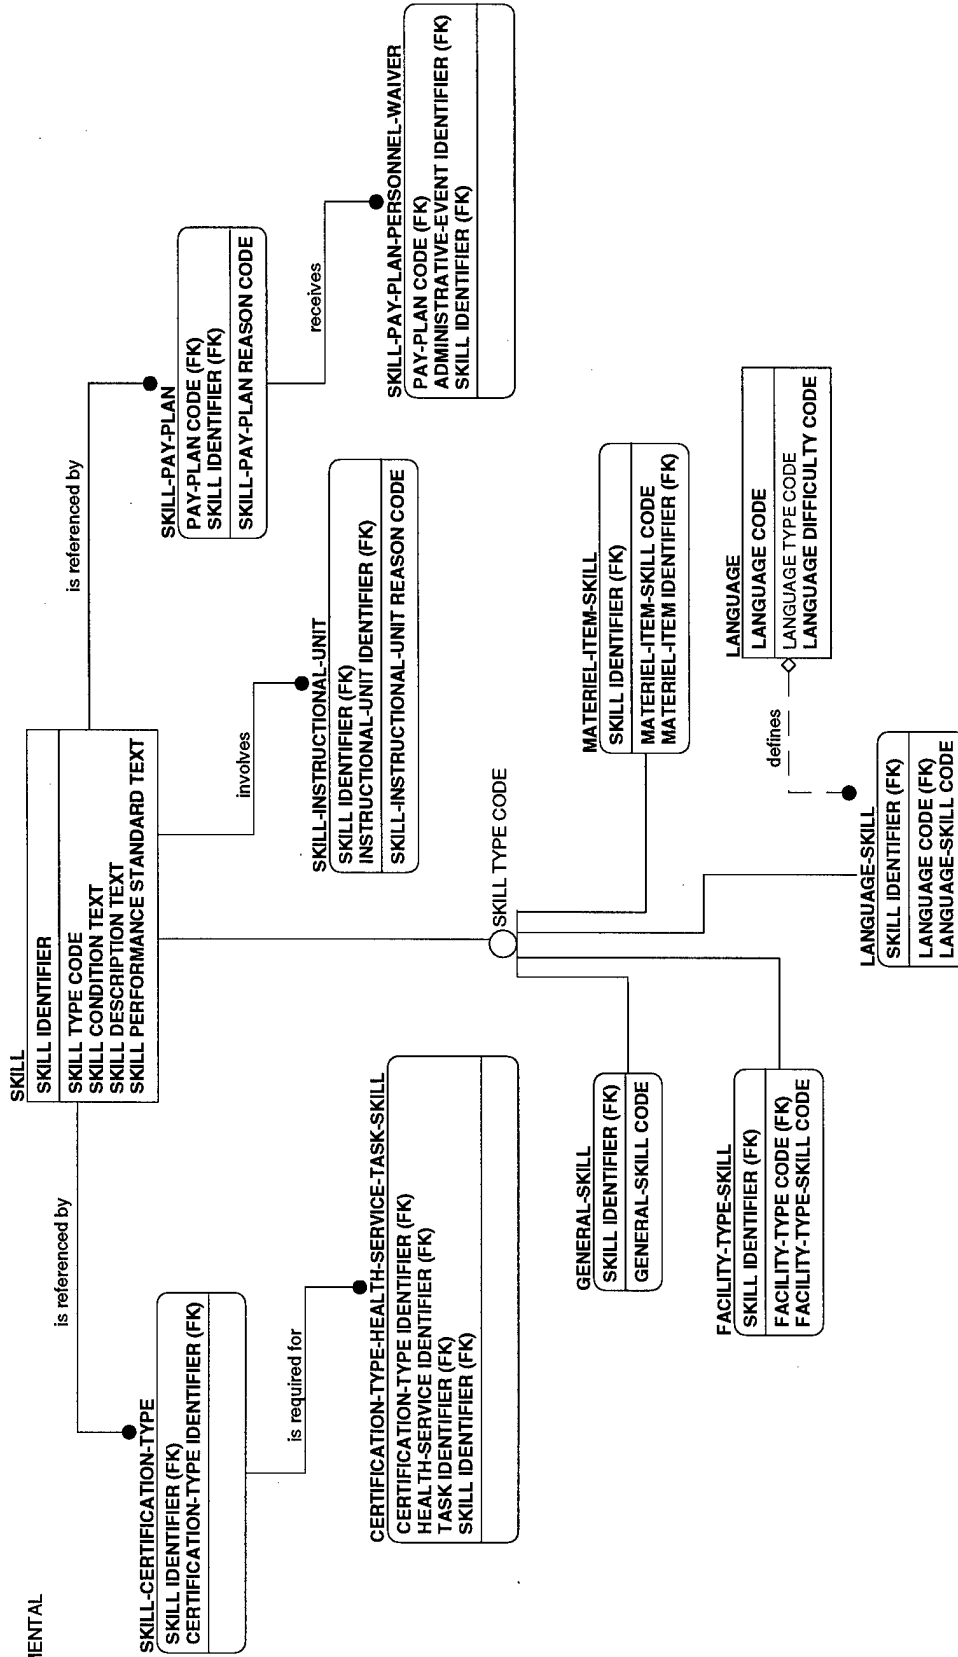 MENTAL
SKILL
SKILL IDENTIFIER
SKILL TYPE CODE
SKILL CONDITION TEXT
SKILL DESCRIPTION TEXT
SKILL PERFORMANCE STANDARD TEXT
is referenced by
is referenced by
SKILL-CERTIFICATION-TYPE
SKILL IDENTIFIER (FK)
CERTIFICATION-TYPE IDENTIFIER (FK)
involves
SKILL-PAY-PLAN
PAY-PLAN CODE (FK)
SKILL IDENTIFIER (FK)
SKILL-PAY-PLAN REASON CODE
is required for
SKILL-INSTRUCTIONAL-UNIT
SKILL IDENTIFIER (FK)
INSTRUCTIONAL-UNIT IDENTIFIER (FK)
SKILL-INSTRUCTIONAL-UNIT REASON CODE
receives
CERTIFICATION-TYPE-HEALTH-SERVICE-TASK-SKILL
CERTIFICATION-TYPE IDENTIFIER (FK)
HEALTH-SERVICE IDENTIFIER (FK)
TASK IDENTIFIER (FK)
SKILL IDENTIFIER (FK)
SKILL-PAY-PLAN-PERSONNEL-WAIVER
PAY-PLAN CODE (FK)
ADMINISTRATIVE-EVENT IDENTIFIER (FK)
SKILL IDENTIFIER (FK)
SKILL TYPE CODE
GENERAL-SKILL
SKILL IDENTIFIER (FK)
GENERAL-SKILL CODE
MATERIEL-ITEM-SKILL
SKILL IDENTIFIER (FK)
MATERIEL-ITEM-SKILL CODE
MATERIEL-ITEM IDENTIFIER (FK)
FACILITY-TYPE-SKILL
SKILL IDENTIFIER (FK)
FACILITY-TYPE CODE (FK)
FACILITY-TYPE-SKILL CODE
LANGUAGE
LANGUAGE CODE
LANGUAGE TYPE CODE
LANGUAGE DIFFICULTY CODE
defines
LANGUAGE-SKILL
SKILL IDENTIFIER (FK)
LANGUAGE CODE (FK)
LANGUAGE-SKILL CODE